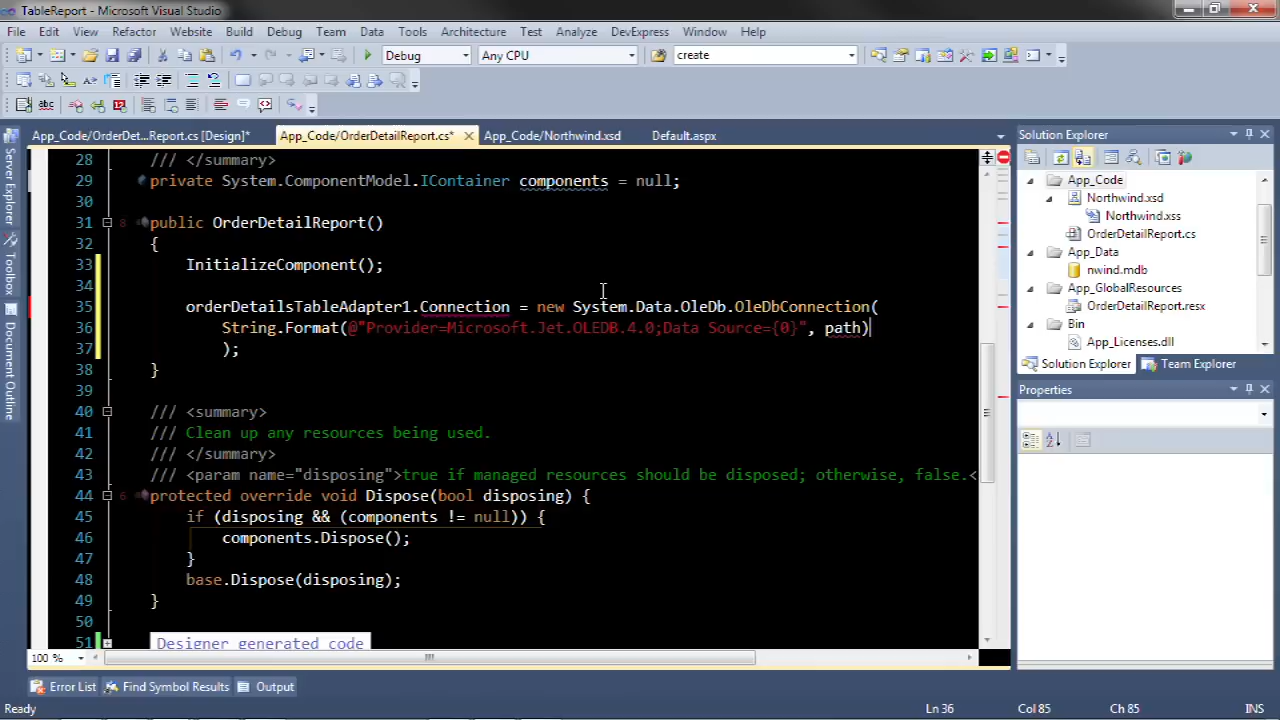 TableReport - Microsoft Visual Studio
File Edit View Refactor Website Build Debug Team Data Tools Architecture Test Analyze DevExpress Window Help
Debug Any CPU create
App_Code/OrderDet...Report.cs [Design]* App_Code/OrderDetailReport.cs* App_Code/Northwind.xsd Default.aspx
28 /// </summary>
29 private System.ComponentModel.IContainer components = null;
30
31 8 public OrderDetailReport()
32 {
33 InitializeComponent();
34
35 orderDetailsTableAdapter1.Connection = new System.Data.OleDb.OleDbConnection(
36 String.Format(@"Provider=Microsoft.Jet.OLEDB.4.0;Data Source={0}", path)
37 );
38 }
39
40 /// <summary>
41 /// Clean up any resources being used.
42 /// </summary>
43 /// <param name="disposing">true if managed resources should be disposed; otherwise, false.<
44 6 protected override void Dispose(bool disposing) {
45 if (disposing && (components != null)) {
46 components.Dispose();
47 }
48 base.Dispose(disposing);
49 }
50
51 Designer generated code
100 %
Server Explorer
Toolbox
Document Outline
Solution Explorer
App_Code
Northwind.xsd
Northwind.xss
OrderDetailReport.cs
App_Data
nwind.mdb
App_GlobalResources
OrderDetailReport.resx
Bin
App_Licenses.dll
Solution Explorer Team Explorer
Properties
Error List Find Symbol Results Output
Ready Ln 36 Col 85 Ch 85 INS